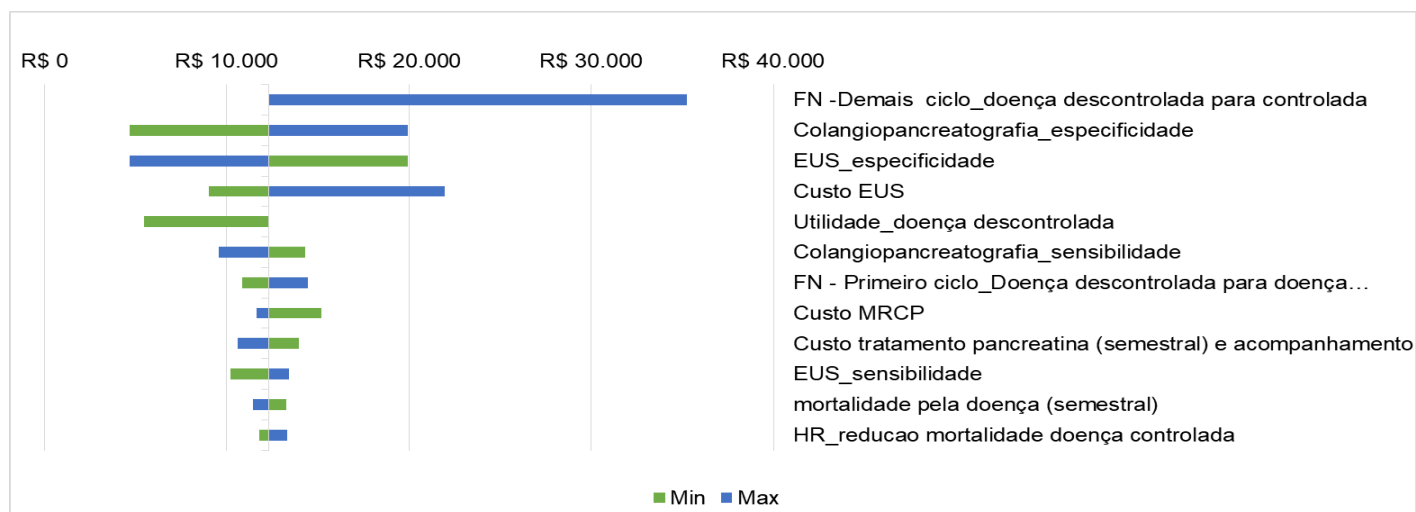 R$ 0 R$ 10.000 R$ 20.000 R$ 30.000 R$ 40.000
FN -Demais ciclo_doença descontrolada para controlada
Colangiopancreatografia_especificidade
EUS_especificidade
Custo EUS
Utilidade_doença descontrolada
Colangiopancreatografia_sensibilidade
FN - Primeiro ciclo_Doença descontrolada para doença…
Custo MRCP
Custo tratamento pancreatina (semestral) e acompanhamento
EUS_sensibilidade
mortalidade pela doença (semestral)
HR_reducao mortalidade doença controlada
Min Max